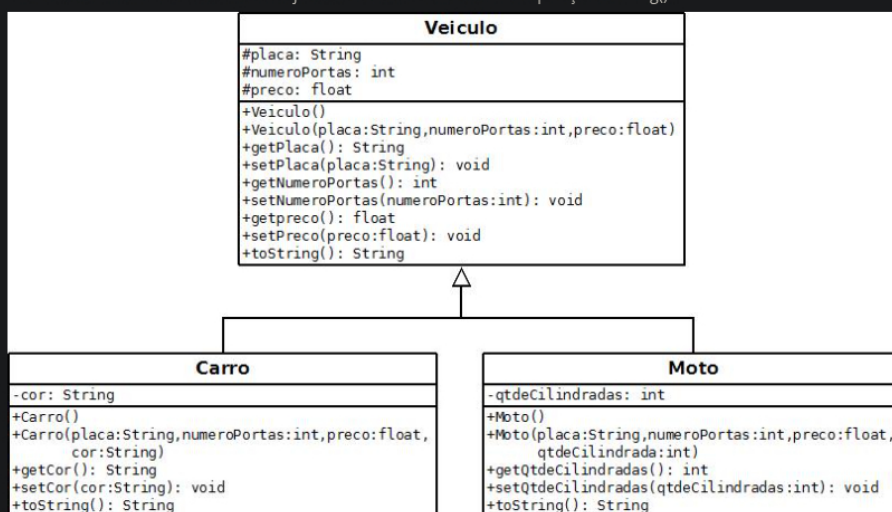 Veiculo
#placa: String
#numeroPortas: int
#preco: float
+Veiculo()
+Veiculo(placa:String,numeroPortas:int,preco:float)
+getPlaca(): String
+setPlaca(placa:String): void
+getNumeroPortas(): int
+setNumeroPortas(numeroPortas:int): void
+getpreco(): float
+setPreco(preco:float): void
+toString(): String
Carro
-cor: String
+Carro()
+Carro(placa:String,numeroPortas:int,preco:float,
cor:String)
+getCor(): String
+setCor(cor:String): void
+toString(): String
Moto
-qtdeCilindradas: int
+Moto()
+Moto(placa:String,numeroPortas:int,preco:float,
qtdeCilindrada:int)
+getQtdeCilindradas(): int
+setQtdeCilindradas(qtdeCilindradas:int): void
+toString(): String